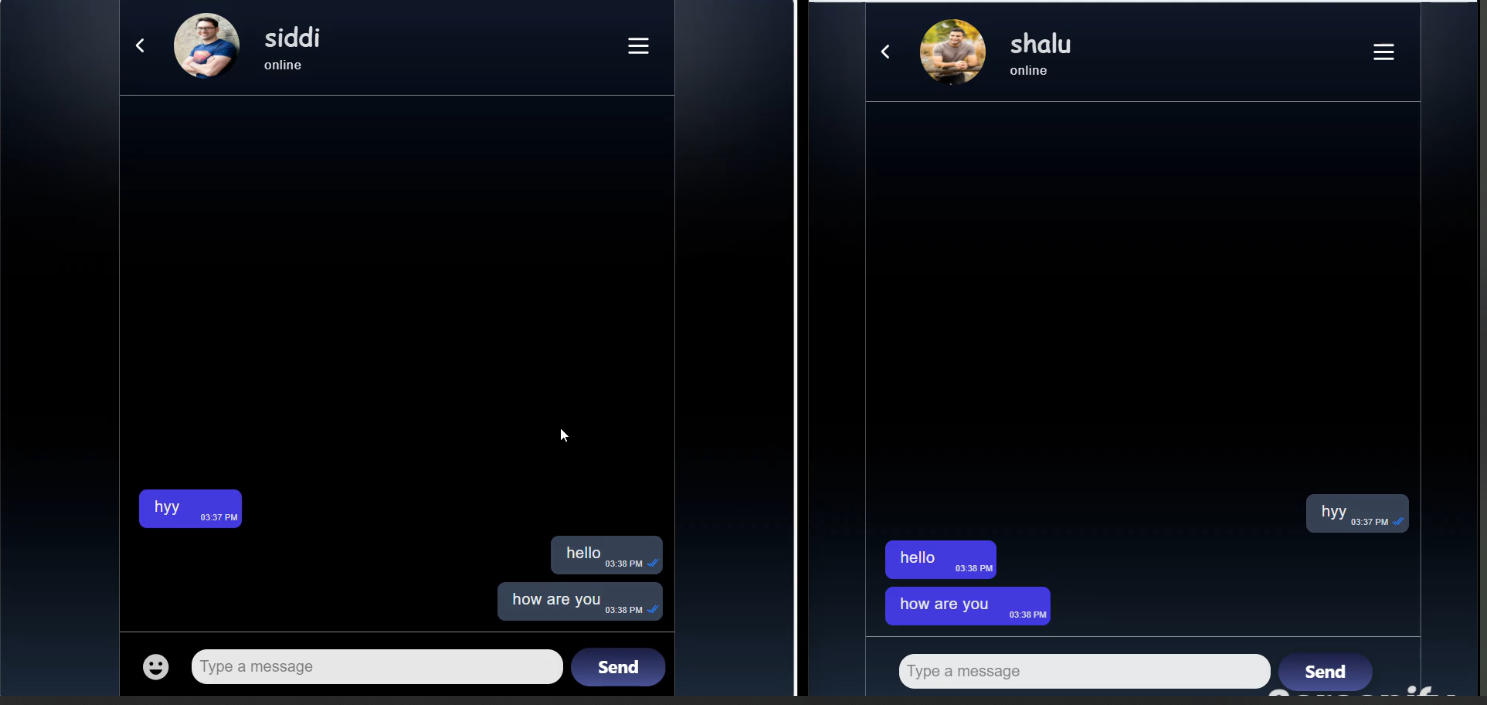 siddi
online
hyy
03:37 PM
hello
03:38 PM
how are you
03:38 PM
Type a message
Send
shalu
online
hyy
03:37 PM
hello
03:38 PM
how are you
03:38 PM
Type a message
Send